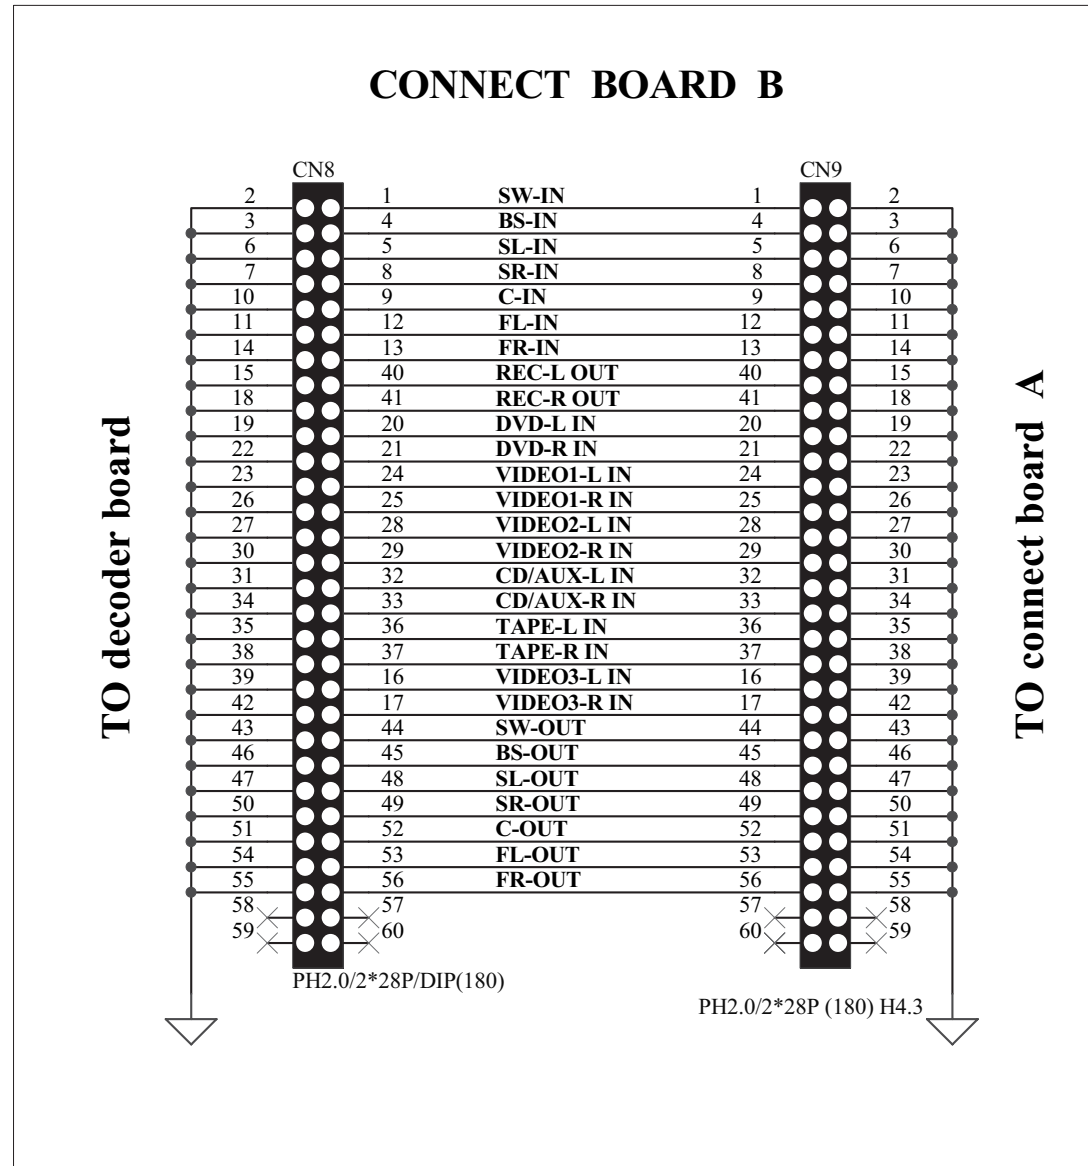 CONNECT BOARD B
CN8 CN9
2 1 SW-IN 1 2
3 4 BS-IN 4 3
6 5 SL-IN 5 6
7 8 SR-IN 8 7
10 9 C-IN 9 10
11 12 FL-IN 12 11
14 13 FR-IN 13 14
15 40 REC-L OUT 40 15
18 41 REC-R OUT 41 18
19 20 DVD-L IN 20 19
22 21 DVD-R IN 21 22
23 24 VIDEO1-L IN 24 23
26 25 VIDEO1-R IN 25 26
27 28 VIDEO2-L IN 28 27
30 29 VIDEO2-R IN 29 30
31 32 CD/AUX-L IN 32 31
34 33 CD/AUX-R IN 33 34
35 36 TAPE-L IN 36 35
38 37 TAPE-R IN 37 38
39 16 VIDEO3-L IN 16 39
42 17 VIDEO3-R IN 17 42
43 44 SW-OUT 44 43
46 45 BS-OUT 45 46
47 48 SL-OUT 48 47
50 49 SR-OUT 49 50
51 52 C-OUT 52 51
54 53 FL-OUT 53 54
55 56 FR-OUT 56 55
58 57 57 58
59 60 60 59
PH2.0/2*28P/DIP(180)
PH2.0/2*28P (180) H4.3
TO decoder board
TO connect board A